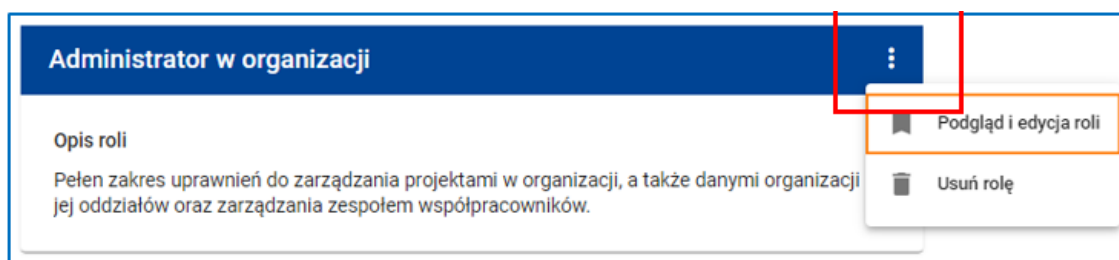 Administrator w organizacji
Podgląd i edycja roli
Opis roli
Pełen zakres uprawnień do zarządzania projektami w organizacji, a także danymi organizacji
Usuń rolę
jej oddziałów oraz zarządzania zespołem współpracowników.